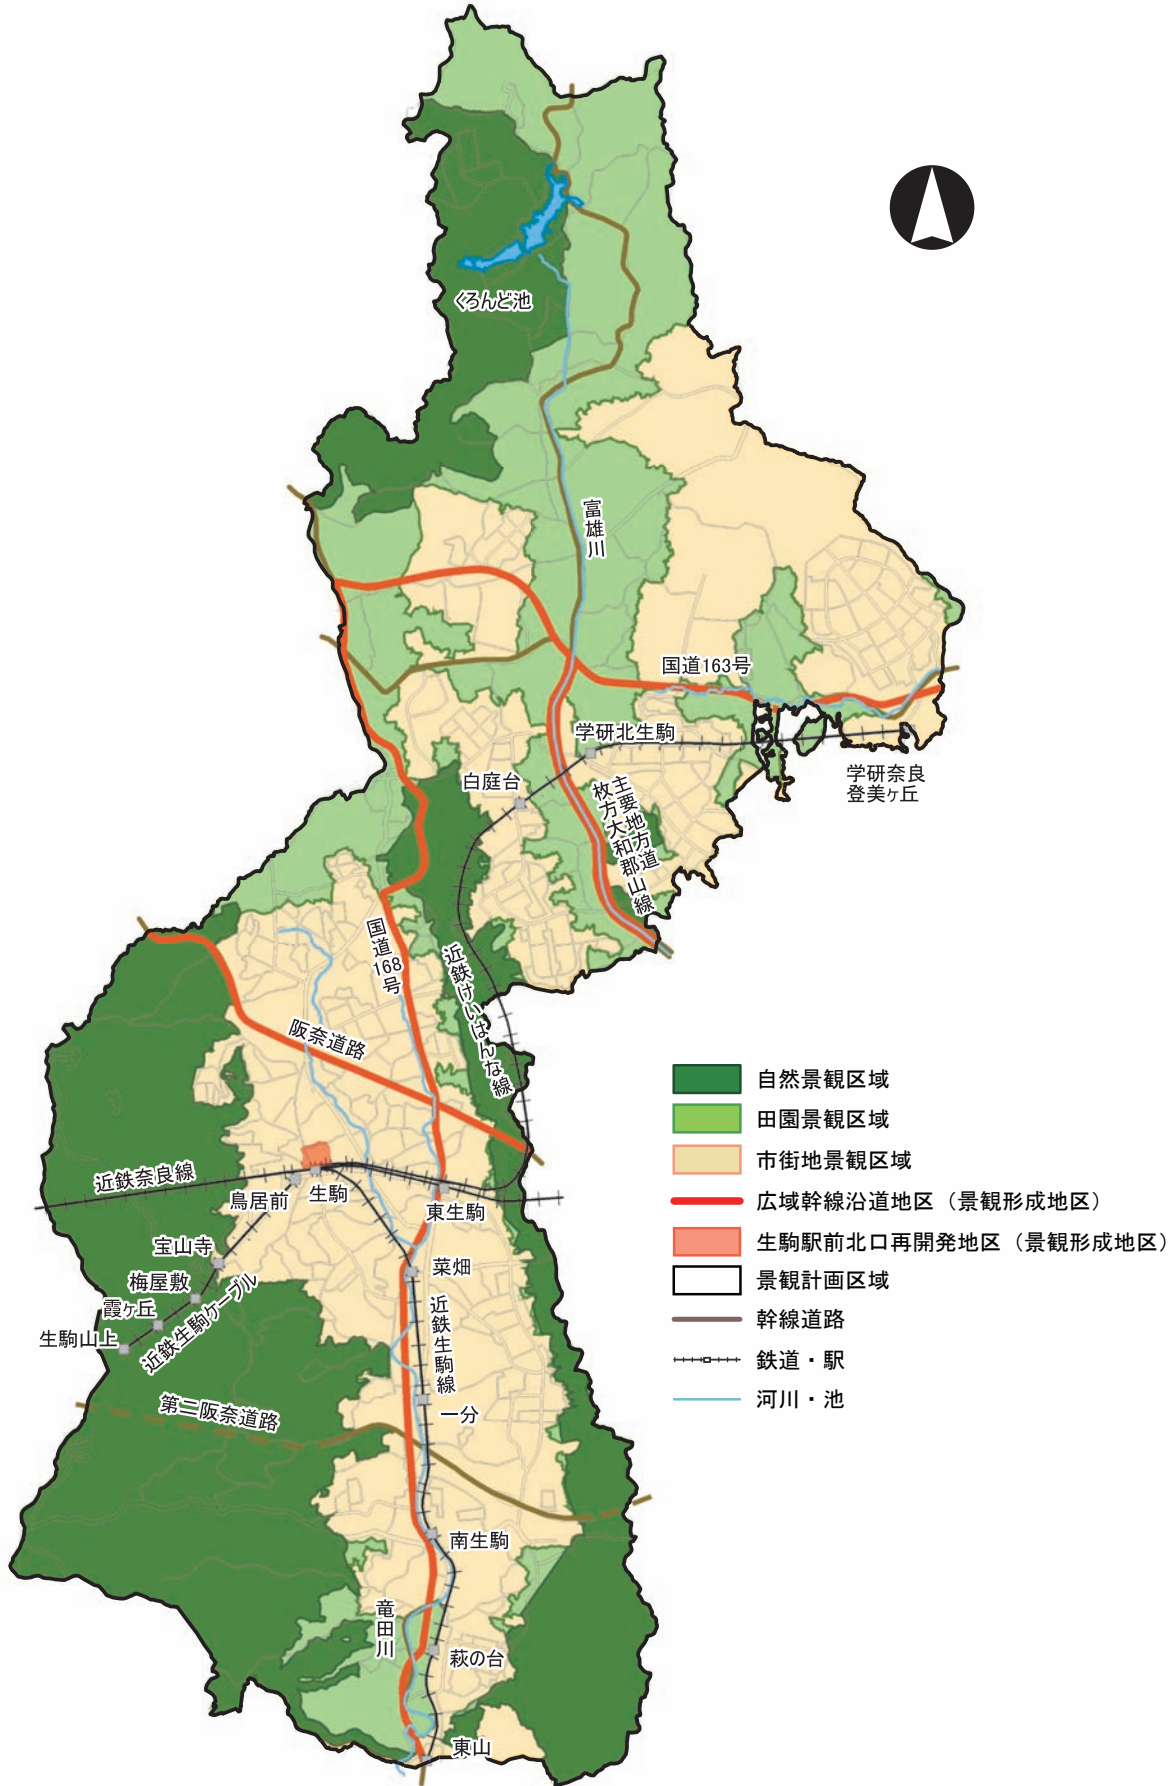 くろんど池
富雄川
国道163号
学研北生駒
白庭台
学研奈良
登美ヶ丘
主要地方道
枚方大和郡山線
国道168号
近鉄けいはんな線
阪奈道路
近鉄奈良線
鳥居前
生駒
東生駒
宝山寺
菜畑
梅屋敷
霞ヶ丘
生駒山上
近鉄生駒ケーブル
近鉄生駒線
第二阪奈道路
一分
南生駒
竜田川
萩の台
東山
自然景観区域
田園景観区域
市街地景観区域
広域幹線沿道地区（景観形成地区）
生駒駅前北口再開発地区（景観形成地区）
景観計画区域
幹線道路
鉄道・駅
河川・池